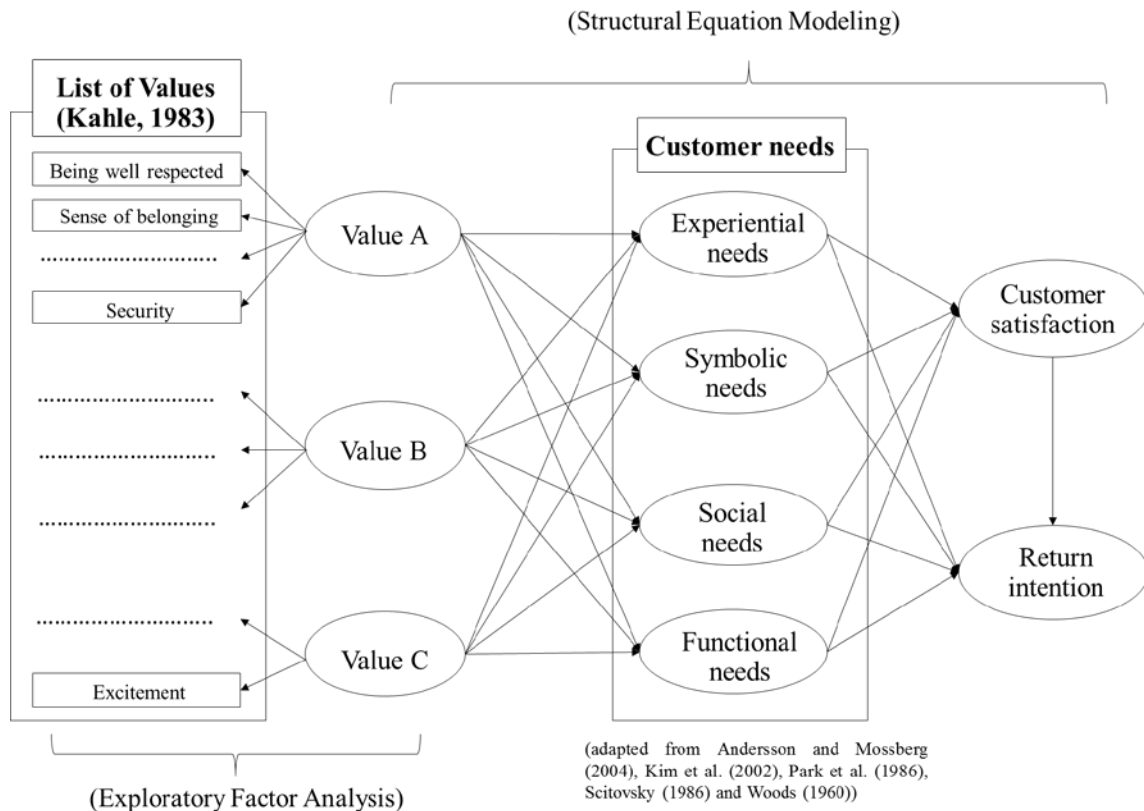 (Structural Equation Modeling)
List of Values
(Kahle, 1983)
Being well respected
Sense of belonging
..............................
Security
..............................
..............................
..............................
..............................
Excitement
Value A
Value B
Value C
(Exploratory Factor Analysis)
Customer needs
Experiential
needs
Symbolic
needs
Social
needs
Functional
needs
(adapted from Andersson and Mossberg
(2004), Kim et al. (2002), Park et al. (1986),
Scitovsky (1986) and Woods (1960))
Customer
satisfaction
Return
intention